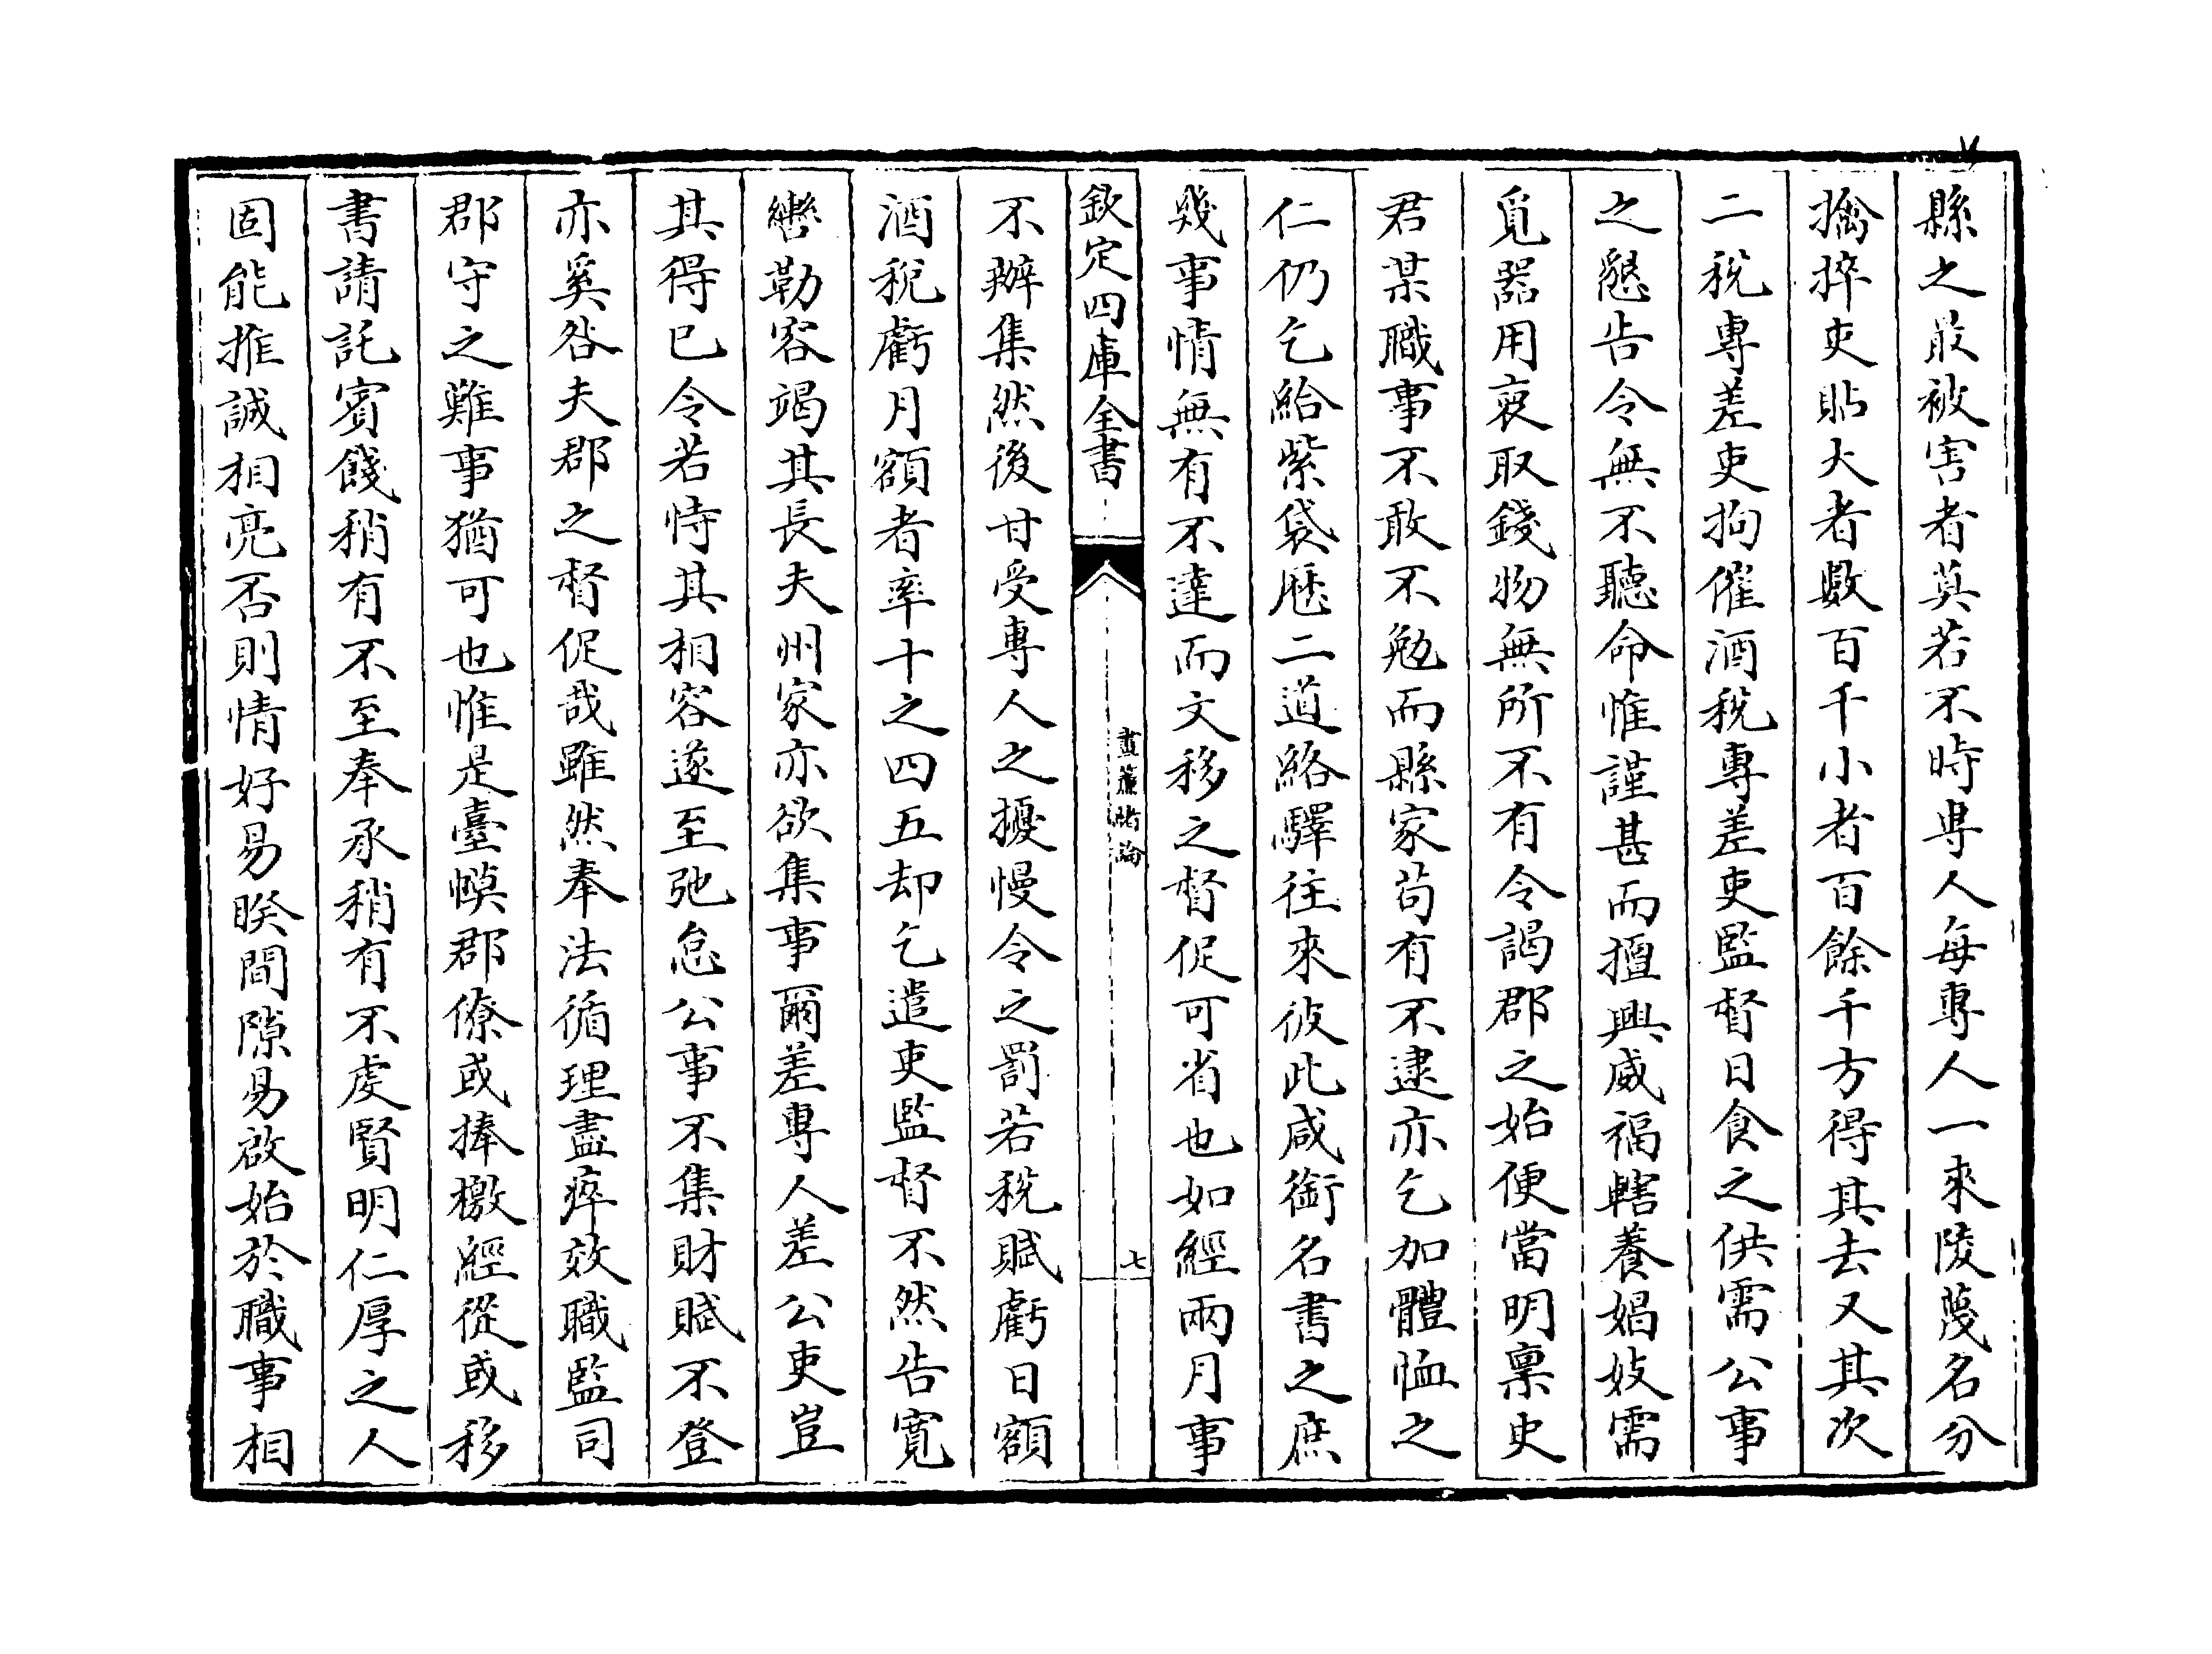 縣之最被害者莫若不時専人每專人一來陵蔑名分
擒捽吏貼大者數百千小者百餘千方得其去又其次
二稅專差吏拘催酒稅專差吏監督日食之供需公事
之懇告令無不聽命惟謹甚而擅興威福轄養娼妓需
覓器用裒取錢物無所不有令謁郡之始便當明禀史
君某職事不敢不勉而縣家苟有不逮亦乞加體恤之
仁仍乞給紫袋厯二道絡驛往來彼此咸銜名書之庶
幾事情無有不達而文移之督促可省也如經兩月事
欽定四庫全書
晝簾緒論
七
不辦集然後甘受專人之擾慢令之罰若稅賦虧日額
酒稅虧月額者率十之四五却乞遣吏監督不然告寛
轡勒容竭其長夫州家亦欲集事爾差專人差公吏豈
其得已令若恃其相容遂至弛怠公事不集財賦不登
亦奚咎夫郡之督促哉雖然奉法循理盡瘁效職監司
郡守之難事猶可也惟是臺幙郡僚或捧檄經從或移
書請託賓餞稍有不至奉承稍有不虔賢明仁厚之人
固能推誠相亮否則情好易睽間隙易啟始於職事相